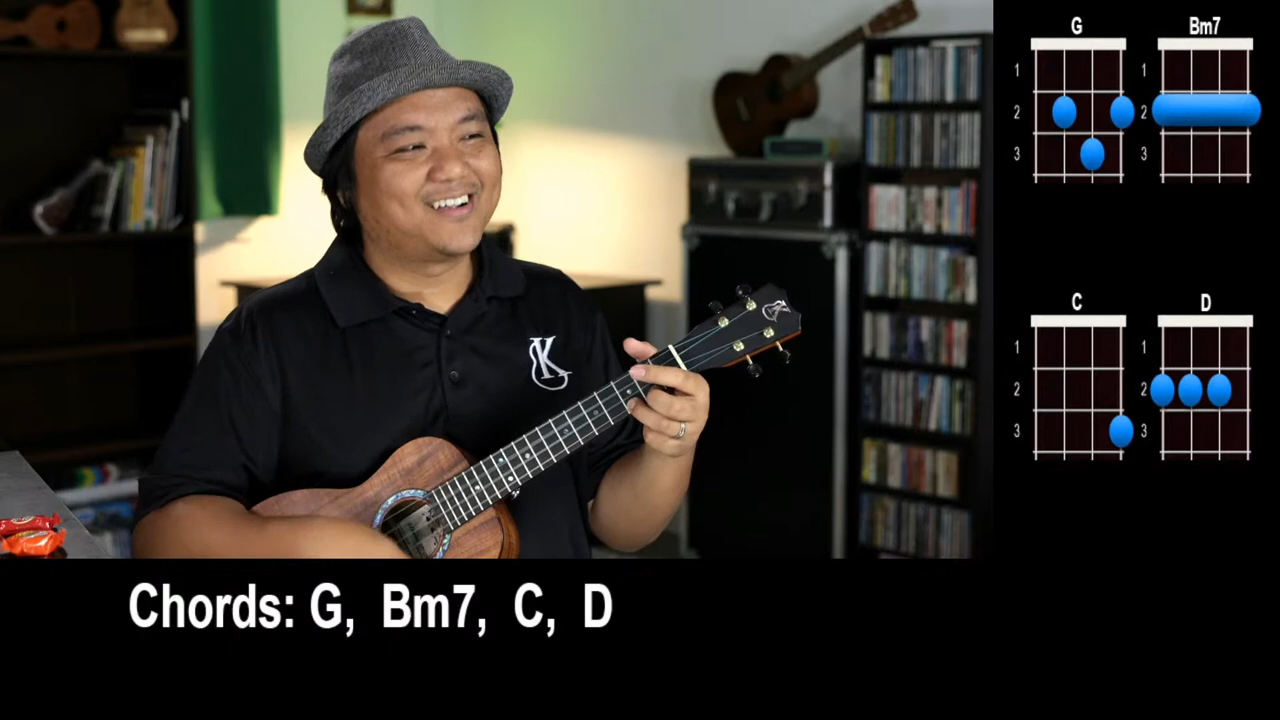 G Bm7
1 1
2 2
3 3
C D
1 1
2 2
3 3
K
Chords: G, Bm7, C, D